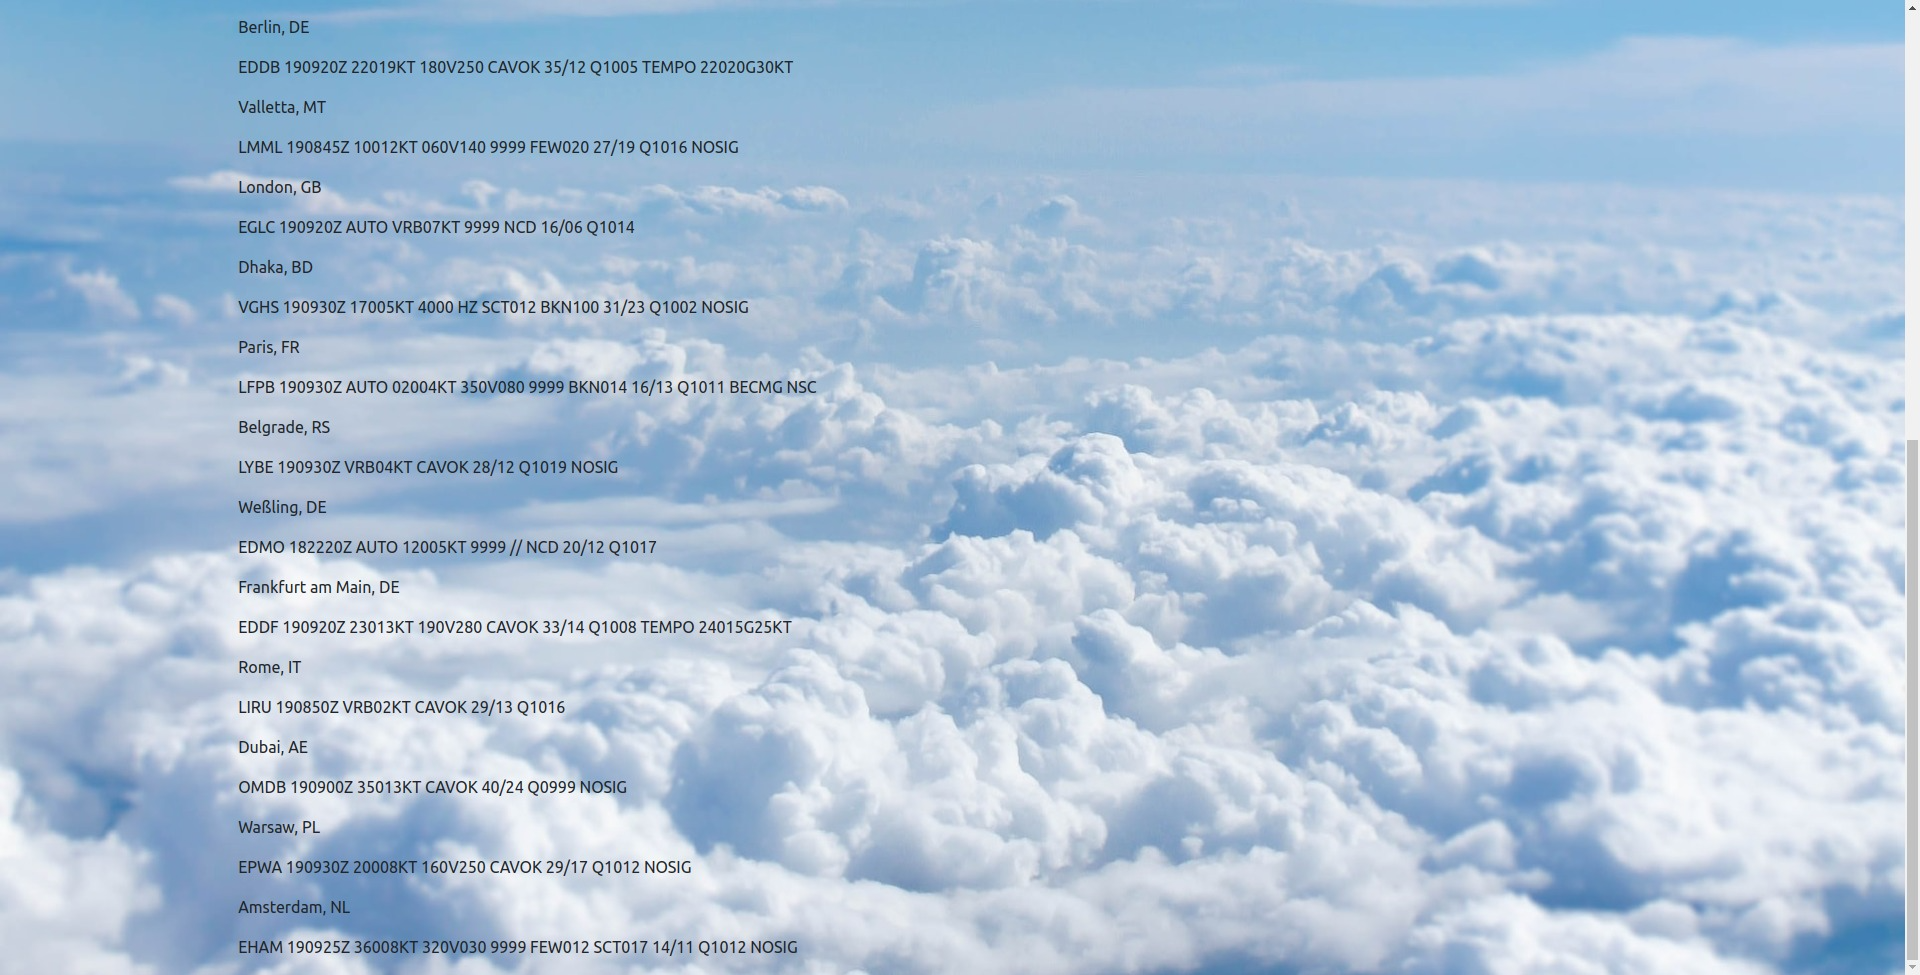 Berlin, DE
EDDB 190920Z 22019KT 180V250 CAVOK 35/12 Q1005 TEMPO 22020G30KT
Valletta, MT
LMML 190845Z 10012KT 060V140 9999 FEW020 27/19 Q1016 NOSIG
London, GB
EGLC 190920Z AUTO VRB07KT 9999 NCD 16/06 Q1014
Dhaka, BD
VGHS 190930Z 17005KT 4000 HZ SCT012 BKN100 31/23 Q1002 NOSIG
Paris, FR
LFPB 190930Z AUTO 02004KT 350V080 9999 BKN014 16/13 Q1011 BECMG NSC
Belgrade, RS
LYBE 190930Z VRB04KT CAVOK 28/12 Q1019 NOSIG
Weßling, DE
EDMO 182220Z AUTO 12005KT 9999 // NCD 20/12 Q1017
Frankfurt am Main, DE
EDDF 190920Z 23013KT 190V280 CAVOK 33/14 Q1008 TEMPO 24015G25KT
Rome, IT
LIRU 190850Z VRB02KT CAVOK 29/13 Q1016
Dubai, AE
OMDB 190900Z 35013KT CAVOK 40/24 Q0999 NOSIG
Warsaw, PL
EPWA 190930Z 20008KT 160V250 CAVOK 29/17 Q1012 NOSIG
Amsterdam, NL
EHAM 190925Z 36008KT 320V030 9999 FEW012 SCT017 14/11 Q1012 NOSIG